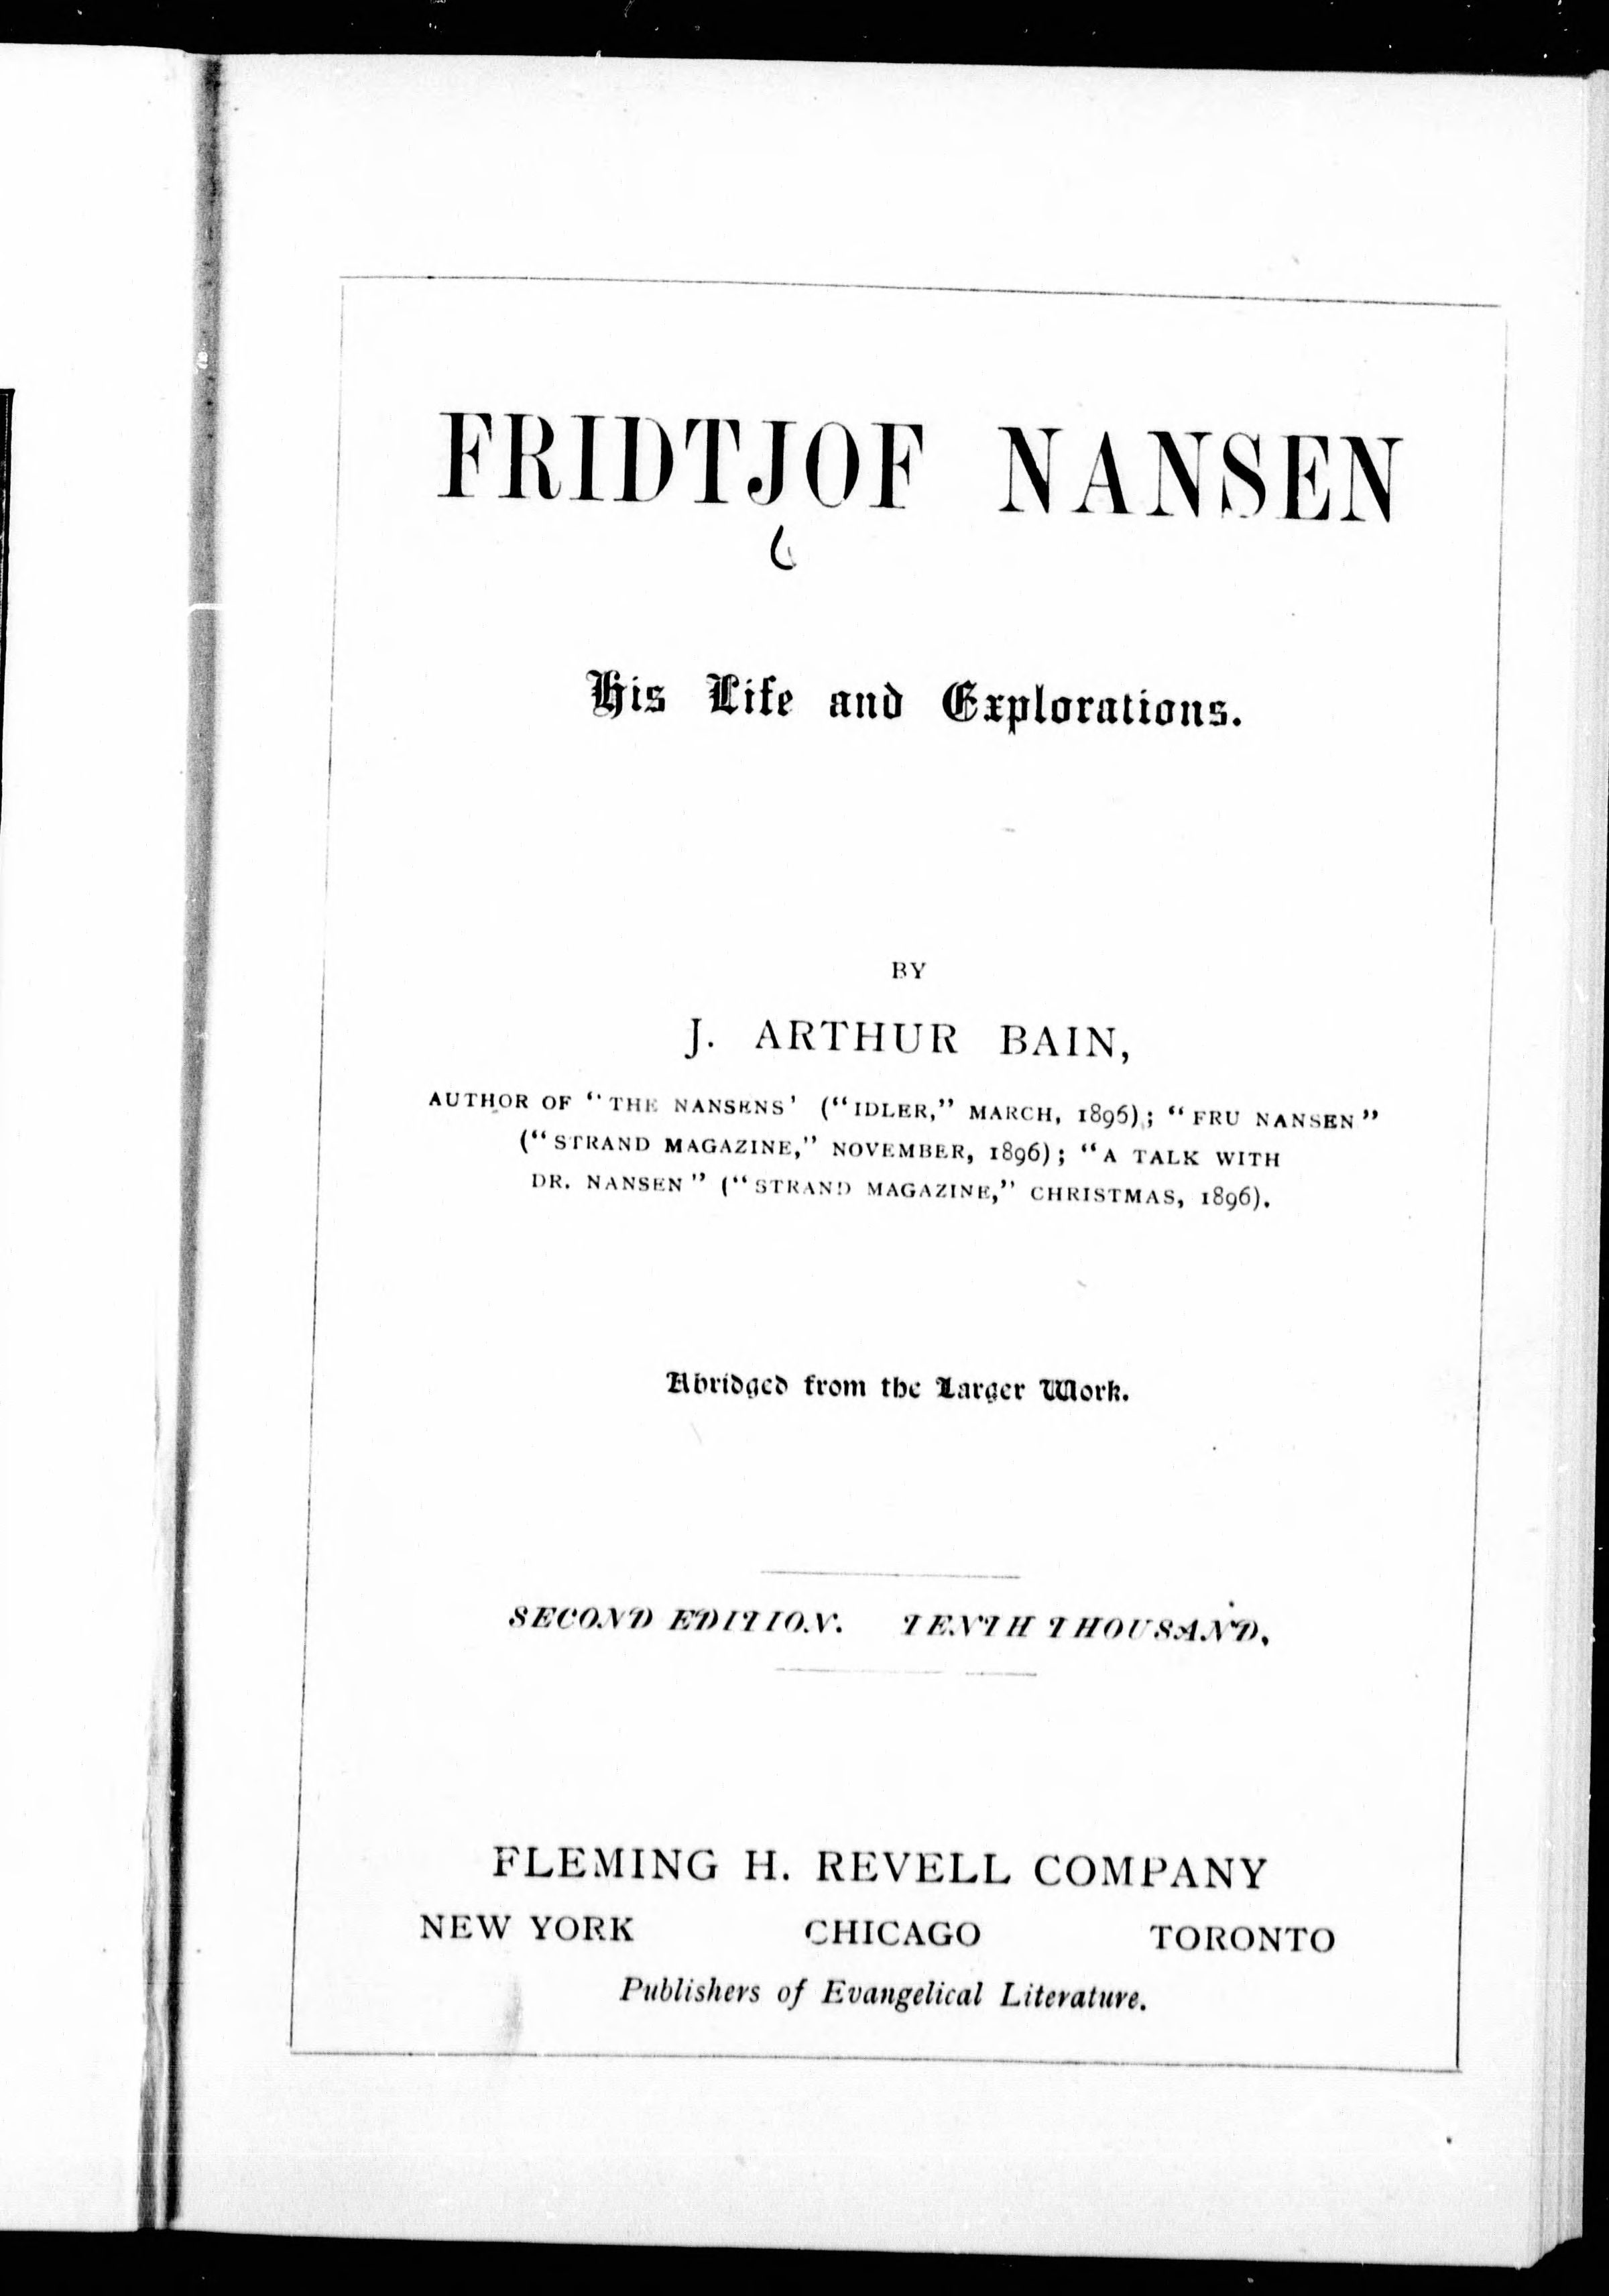 FRIDTJOF NANSEN
His Life and Explorations.
BY
J. ARTHUR BAIN,
AUTHOR OF "THE NANSENS' ("IDLER," MARCH, 1896); "FRU NANSEN"
("STRAND MAGAZINE," NOVEMBER, 1896); "A TALK WITH
DR. NANSEN" ("STRAND MAGAZINE," CHRISTMAS, 1896).
Abridged from the Larger Work.
SECOND EDITION. TENTH THOUSAND.
FLEMING H. REVELL COMPANY
NEW YORK CHICAGO TORONTO
Publishers of Evangelical Literature.